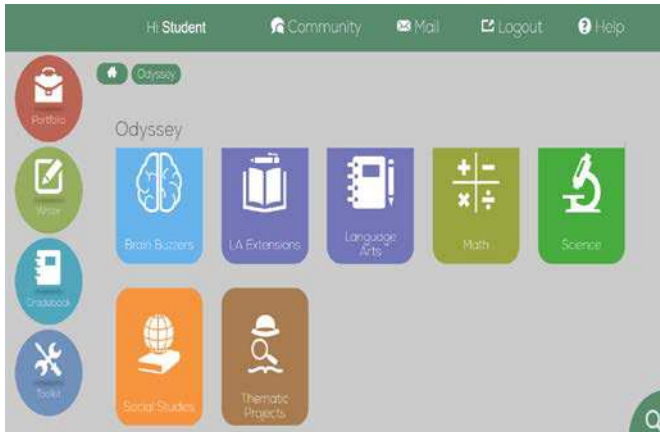 Hi Student
Community
Mail
Logout
Help
Portfolio
Odyssey
Odyssey
Writer
Gradebook
Toolkit
Brain Buzzers
LA Extensions
Language
Arts
Math
Science
Social Studies
Thematic
Projects